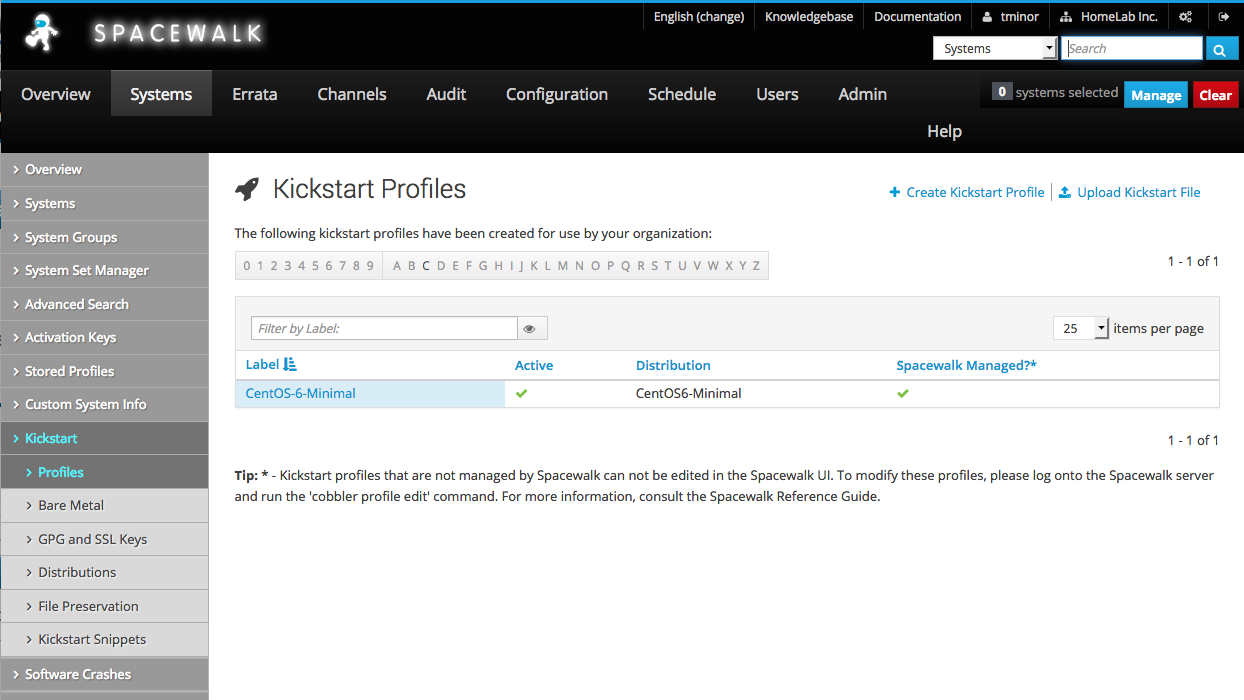 English (change) Knowledgebase Documentation tminor HomeLab Inc.
SPACEWALK
Systems Search
Overview Systems Errata Channels Audit Configuration Schedule Users Admin 0 systems selected Manage Clear
Help
Overview
Systems
System Groups
System Set Manager
Advanced Search
Activation Keys
Stored Profiles
Custom System Info
Kickstart
Profiles
Bare Metal
GPG and SSL Keys
Distributions
File Preservation
Kickstart Snippets
Software Crashes
Kickstart Profiles
Create Kickstart Profile Upload Kickstart File
The following kickstart profiles have been created for use by your organization:
0 1 2 3 4 5 6 7 8 9 A B C D E F G H I J K L M N O P Q R S T U V W X Y Z
1 - 1 of 1
Filter by Label: 25 items per page
Label Active Distribution Spacewalk Managed?*
CentOS-6-Minimal CentOS6-Minimal
1 - 1 of 1
Tip: * - Kickstart profiles that are not managed by Spacewalk can not be edited in the Spacewalk UI. To modify these profiles, please log onto the Spacewalk server
and run the 'cobbler profile edit' command. For more information, consult the Spacewalk Reference Guide.